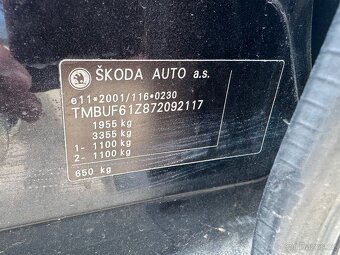 ŠKODA AUTO a.s.
e11*2001/116*0230
TMBUF61Z872092117
1955 kg
3355 kg
1- 1100 kg
2- 1100 kg
650 kg